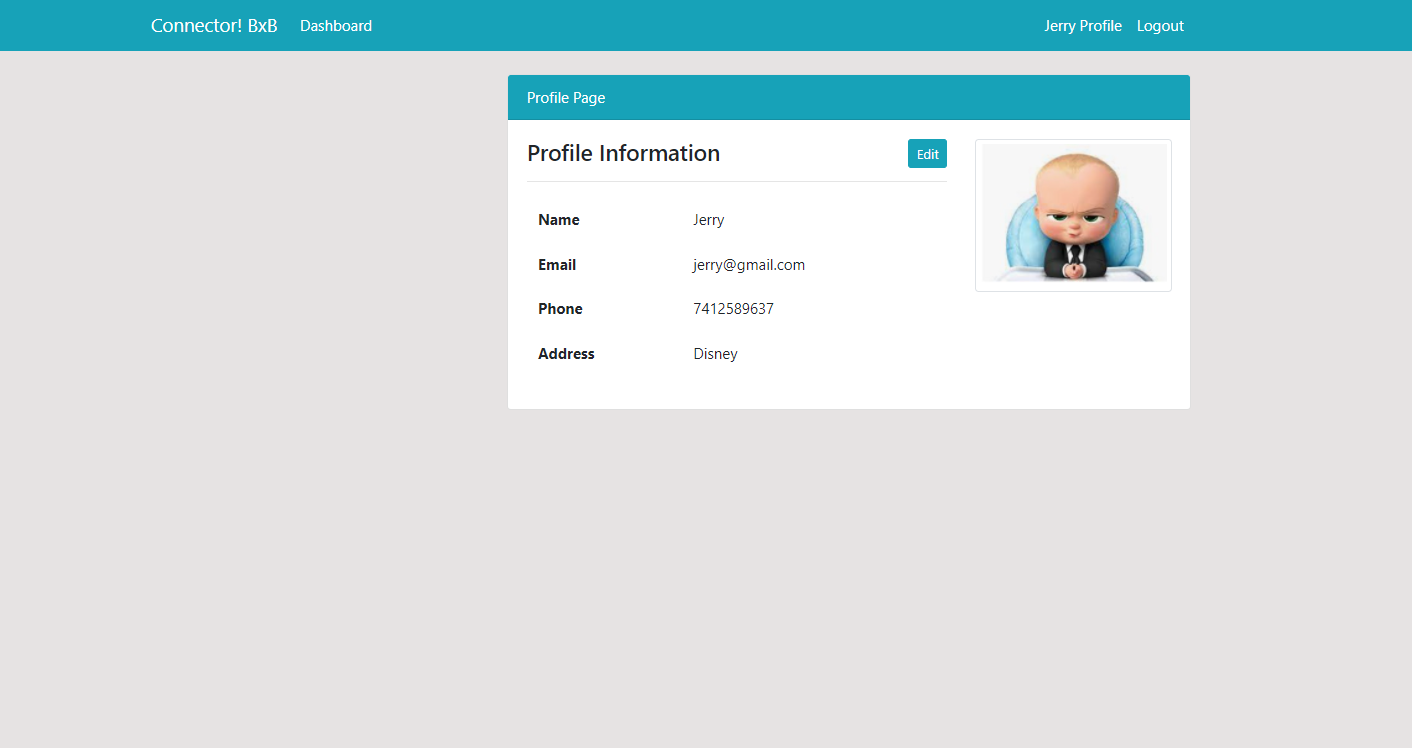 Connector! BxB Dashboard Jerry Profile Logout
Profile Page
Profile Information Edit
Name Jerry
Email jerry@gmail.com
Phone 7412589637
Address Disney